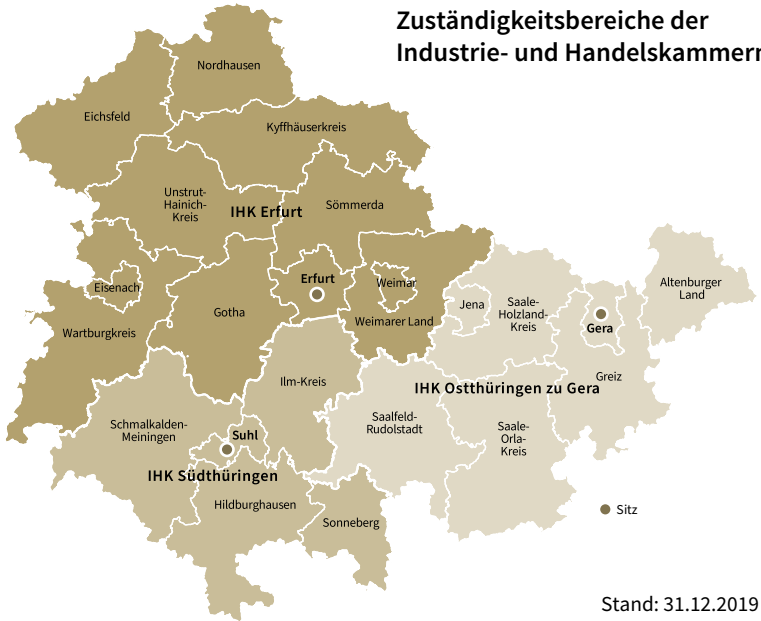 Zuständigkeitsbereiche der
Industrie- und Handelskammern
Nordhausen
Eichsfeld
Kyffhäuserkreis
Unstrut-
Hainich-
Kreis
IHK Erfurt
Sömmerda
Eisenach
Erfurt
Weimar
Gotha
Wartburgkreis
Weimarer Land
Jena
Saale-
Holzland-
Kreis
Gera
Altenburger
Land
Ilm-Kreis
IHK Ostthüringen zu Gera
Greiz
Schmalkalden-
Meiningen
Suhl
Saalfeld-
Rudolstadt
Saale-
Orla-
Kreis
IHK Südthüringen
Hildburghausen
Sonneberg
Sitz
Stand: 31.12.2019